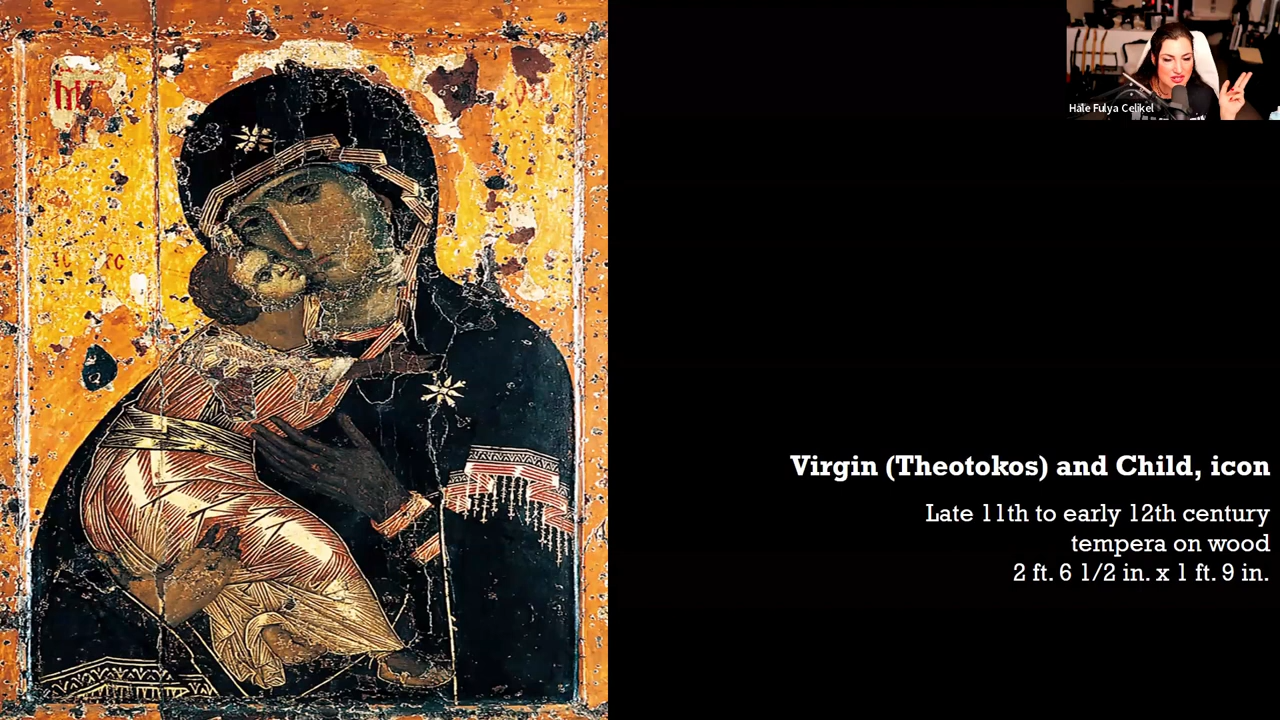 Hale Fulya Celikel
Virgin (Theotokos) and Child, icon
Late 11th to early 12th century
tempera on wood
2 ft. 6 1/2 in. x 1 ft. 9 in.